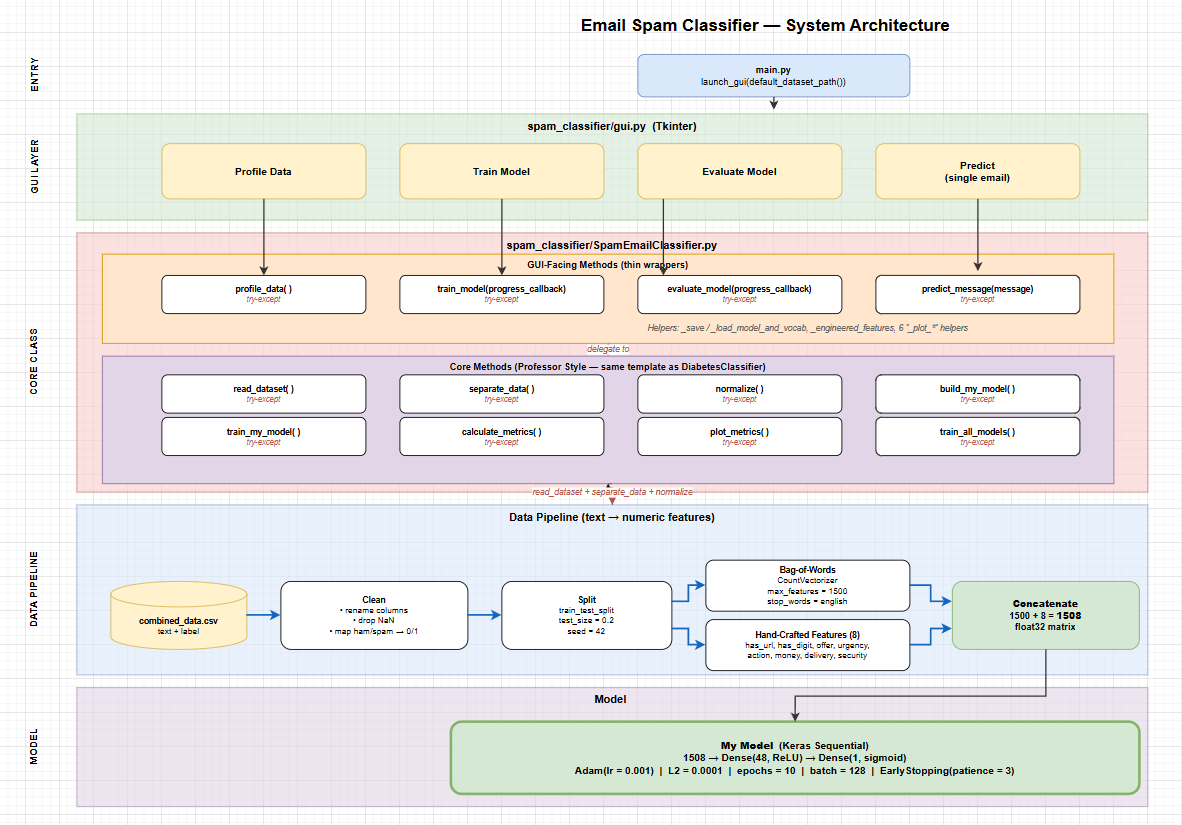 Email Spam Classifier — System Architecture
ENTRY
main.py
launch_gui(default_dataset_path())
GUI LAYER
spam_classifier/gui.py (Tkinter)
Profile Data
Train Model
Evaluate Model
Predict
(single email)
CORE CLASS
spam_classifier/SpamEmailClassifier.py
GUI-Facing Methods (thin wrappers)
profile_data( )
try-except
train_model(progress_callback)
try-except
evaluate_model(progress_callback)
try-except
predict_message(message)
try-except
Helpers: _save / _load_model_and_vocab, _engineered_features, 6 "_plot_*" helpers
delegate to
Core Methods (Professor Style — same template as DiabetesClassifier)
read_dataset( )
try-except
separate_data( )
try-except
normalize( )
try-except
build_my_model( )
try-except
train_my_model( )
try-except
calculate_metrics( )
try-except
plot_metrics( )
try-except
train_all_models( )
try-except
read_dataset + separate_data + normalize
DATA PIPELINE
Data Pipeline (text → numeric features)
combined_data.csv
text + label
Clean
• rename columns
• drop NaN
• map ham/spam → 0/1
Split
train_test_split
test_size = 0.2
seed = 42
Bag-of-Words
CountVectorizer
max_features = 1500
stop_words = english
Hand-Crafted Features (8)
has_url, has_digit, offer, urgency,
action, money, delivery, security
Concatenate
1500 + 8 = 1508
float32 matrix
MODEL
Model
My Model (Keras Sequential)
1508 → Dense(48, ReLU) → Dense(1, sigmoid)
Adam(lr = 0.001) | L2 = 0.0001 | epochs = 10 | batch = 128 | EarlyStopping(patience = 3)